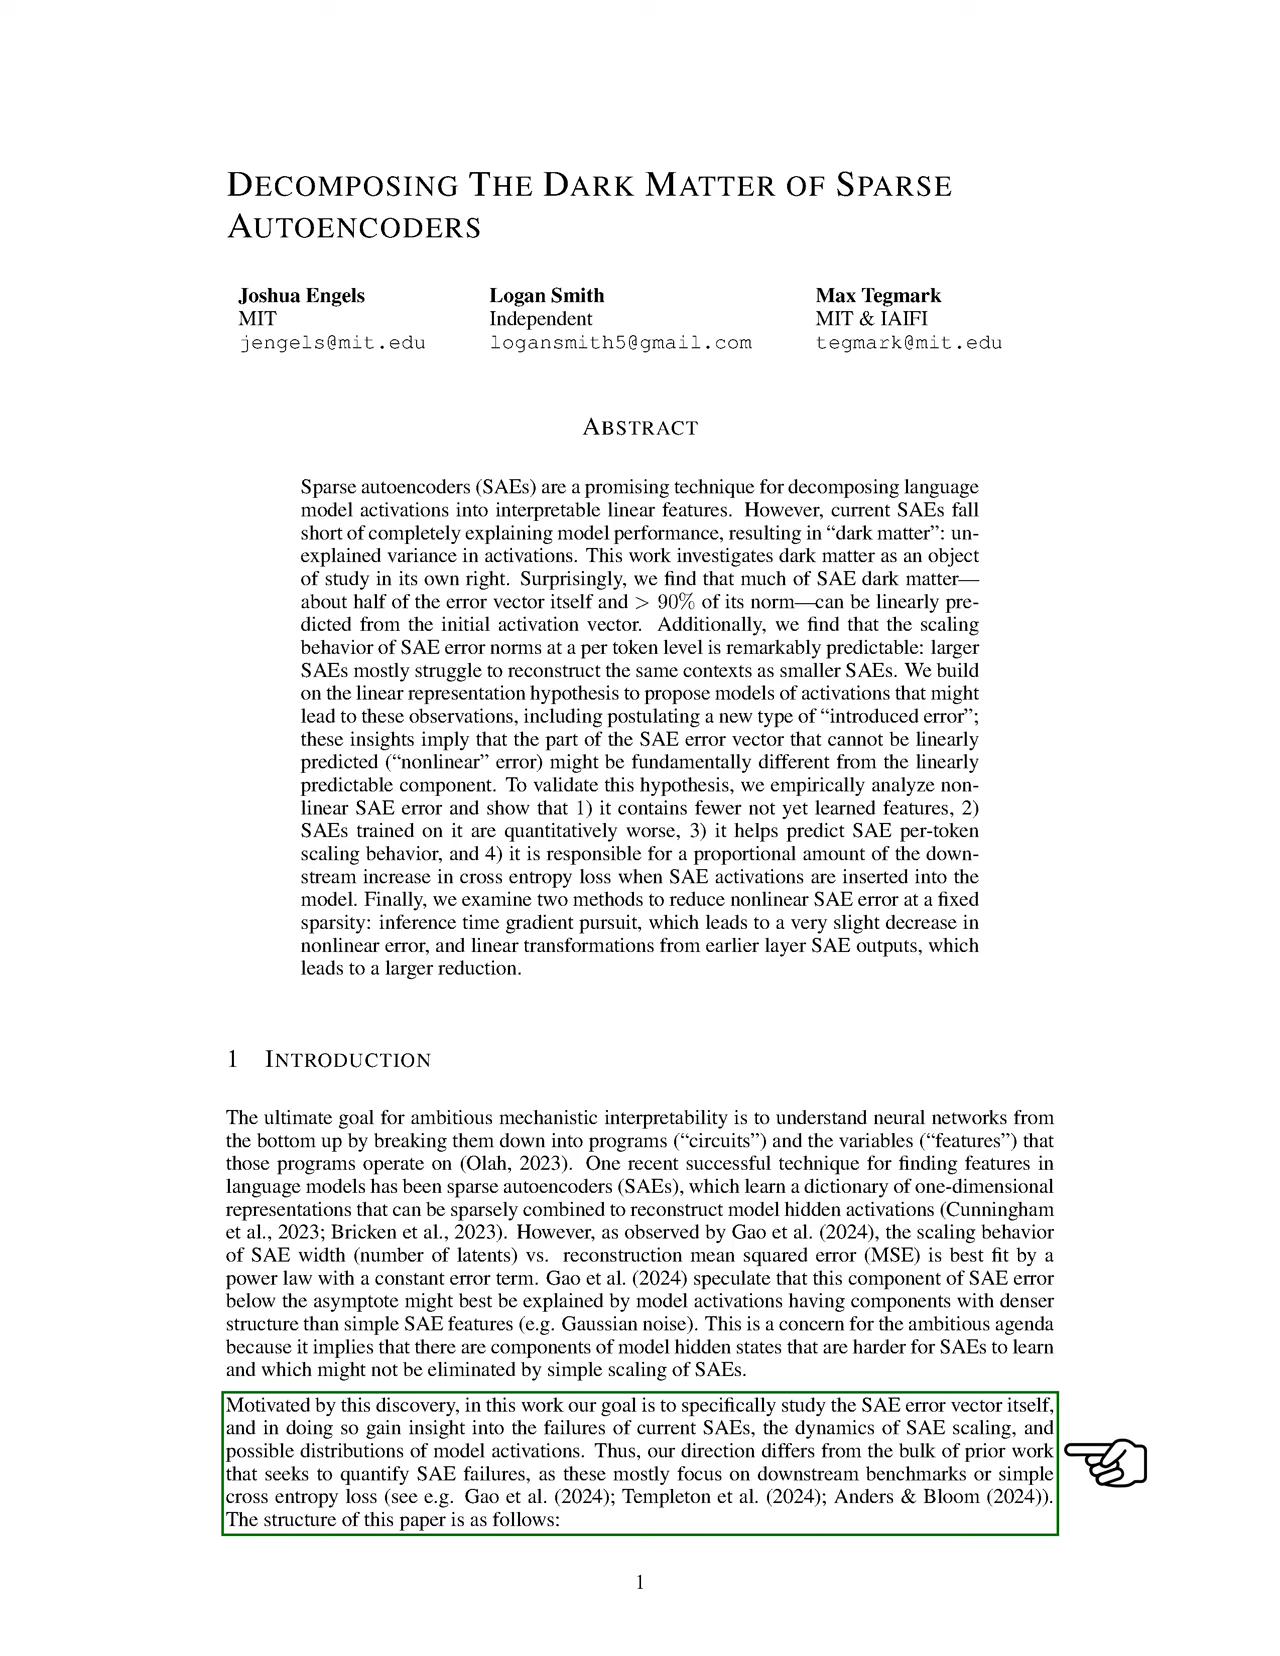 DECOMPOSING THE DARK MATTER OF SPARSE
AUTOENCODERS
Joshua Engels
MIT
jengels@mit.edu
Logan Smith
Independent
logansmith5@gmail.com
Max Tegmark
MIT & IAIFI
tegmark@mit.edu
ABSTRACT
Sparse autoencoders (SAEs) are a promising technique for decomposing language
model activations into interpretable linear features. However, current SAEs fall
short of completely explaining model performance, resulting in “dark matter”: un-
explained variance in activations. This work investigates dark matter as an object
of study in its own right. Surprisingly, we find that much of SAE dark matter—
about half of the error vector itself and > 90% of its norm—can be linearly pre-
dicted from the initial activation vector. Additionally, we find that the scaling
behavior of SAE error norms at a per token level is remarkably predictable: larger
SAEs mostly struggle to reconstruct the same contexts as smaller SAEs. We build
on the linear representation hypothesis to propose models of activations that might
lead to these observations, including postulating a new type of “introduced error”;
these insights imply that the part of the SAE error vector that cannot be linearly
predicted (“nonlinear” error) might be fundamentally different from the linearly
predictable component. To validate this hypothesis, we empirically analyze non-
linear SAE error and show that 1) it contains fewer not yet learned features, 2)
SAEs trained on it are quantitatively worse, 3) it helps predict SAE per-token
scaling behavior, and 4) it is responsible for a proportional amount of the down-
stream increase in cross entropy loss when SAE activations are inserted into the
model. Finally, we examine two methods to reduce nonlinear SAE error at a fixed
sparsity: inference time gradient pursuit, which leads to a very slight decrease in
nonlinear error, and linear transformations from earlier layer SAE outputs, which
leads to a larger reduction.
1 INTRODUCTION
The ultimate goal for ambitious mechanistic interpretability is to understand neural networks from
the bottom up by breaking them down into programs (“circuits”) and the variables (“features”) that
those programs operate on (Olah, 2023). One recent successful technique for finding features in
language models has been sparse autoencoders (SAEs), which learn a dictionary of one-dimensional
representations that can be sparsely combined to reconstruct model hidden activations (Cunningham
et al., 2023; Bricken et al., 2023). However, as observed by Gao et al. (2024), the scaling behavior
of SAE width (number of latents) vs. reconstruction mean squared error (MSE) is best fit by a
power law with a constant error term. Gao et al. (2024) speculate that this component of SAE error
below the asymptote might best be explained by model activations having components with denser
structure than simple SAE features (e.g. Gaussian noise). This is a concern for the ambitious agenda
because it implies that there are components of model hidden states that are harder for SAEs to learn
and which might not be eliminated by simple scaling of SAEs.
Motivated by this discovery, in this work our goal is to specifically study the SAE error vector itself,
and in doing so gain insight into the failures of current SAEs, the dynamics of SAE scaling, and
possible distributions of model activations. Thus, our direction differs from the bulk of prior work
that seeks to quantify SAE failures, as these mostly focus on downstream benchmarks or simple
cross entropy loss (see e.g. Gao et al. (2024); Templeton et al. (2024); Anders & Bloom (2024)).
The structure of this paper is as follows:
1